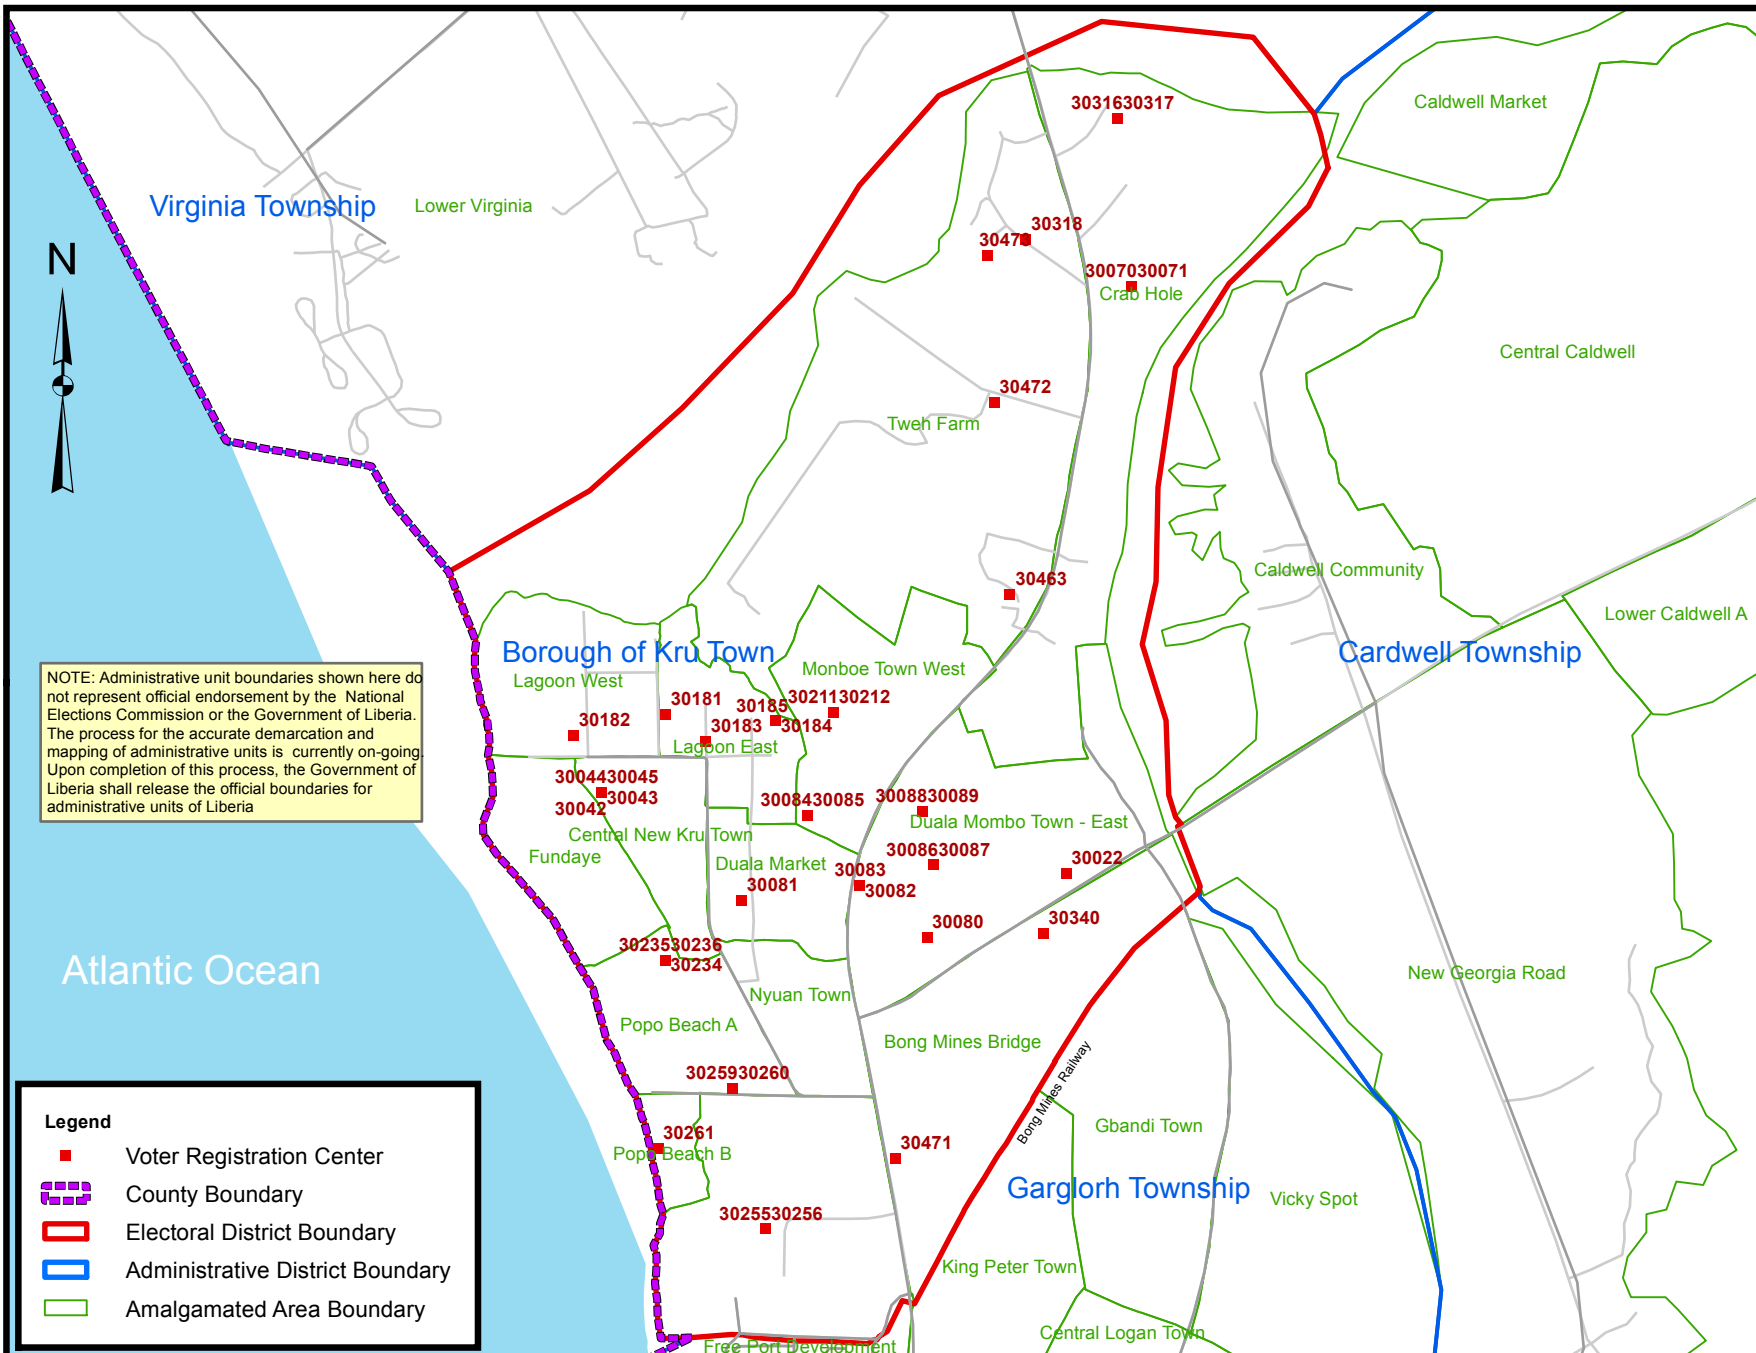 3031630317
Caldwell Market
Virginia Township
Lower Virginia
30318
N
3047
3007030071
Crab Hole
Central Caldwell
30472
Tweh Farm
Caldwell Community
30463
Lower Caldwell A
Borough of Kru Town
Cardwell Township
Monboe Town West
Lagoon West
NOTE: Administrative unit boundaries shown here do
not represent official endorsement by the National
Elections Commission or the Government of Liberia.
The process for the accurate demarcation and
mapping of administrative units is currently on-going.
Upon completion of this process, the Government of
Liberia shall release the official boundaries for
administrative units of Liberia
30181
30185
3021130212
30182
30183
30184
Lagoon East
3004430045
30043
30042
3008430085
3008830089
Duala Mombo Town - East
Central New Kru Town
Fundaye
Duala Market
3008630087
30083
30082
30022
30081
30080
30340
3023530236
30234
Atlantic Ocean
New Georgia Road
Nyuan Town
Popo Beach A
Bong Mines Bridge
Bong Mines Railway
3025930260
Gbandi Town
30261
Popo Beach B
30471
Garglorh Township
Vicky Spot
3025530256
King Peter Town
Central Logan Town
Free Port Development
Legend
Voter Registration Center
County Boundary
Electoral District Boundary
Administrative District Boundary
Amalgamated Area Boundary